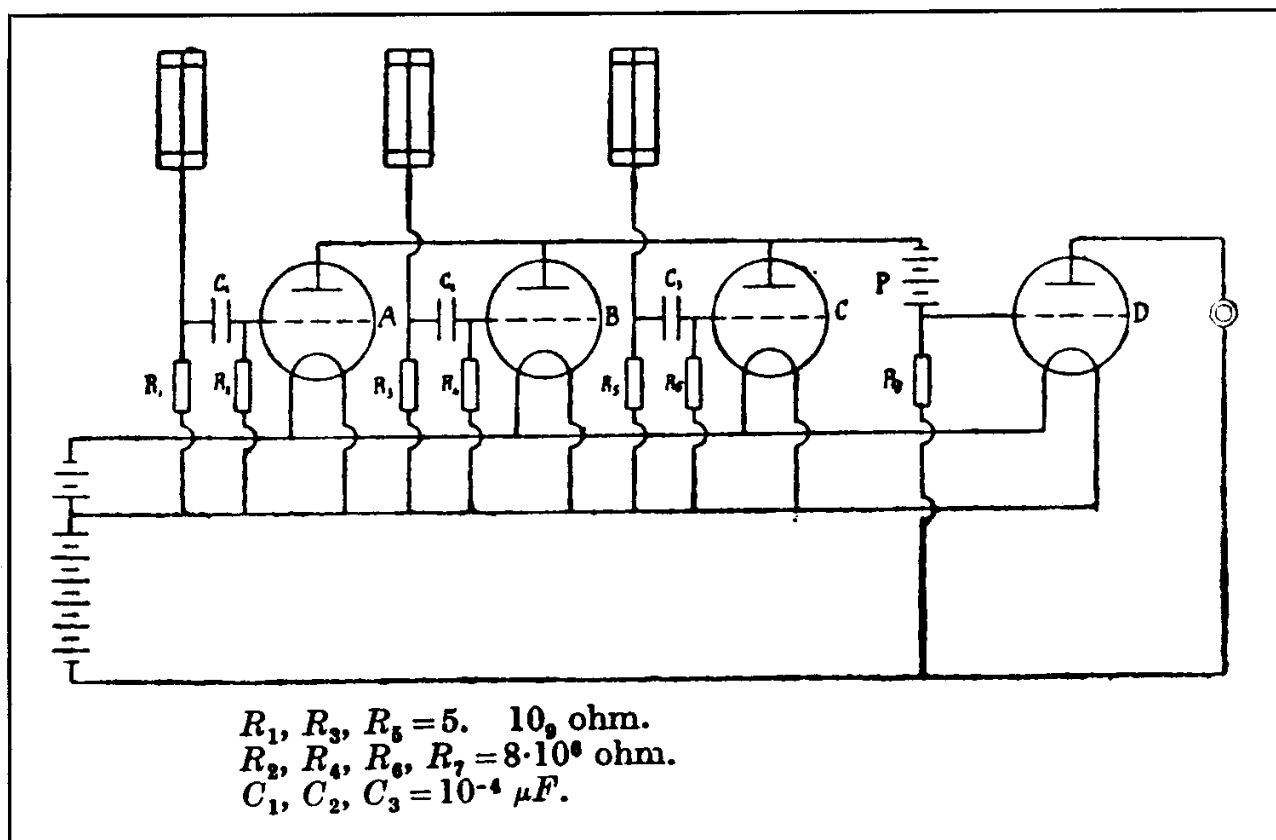 C₁ A C₂ B C₃ C P D
R₁ R₂ R₃ R₄ R₅ R₆
R₁, R₃, R₅ = 5. 10₉ ohm.
R₂, R₄, R₆, R₇ = 8·10⁶ ohm.
C₁, C₂, C₃ = 10⁻⁴ μF.